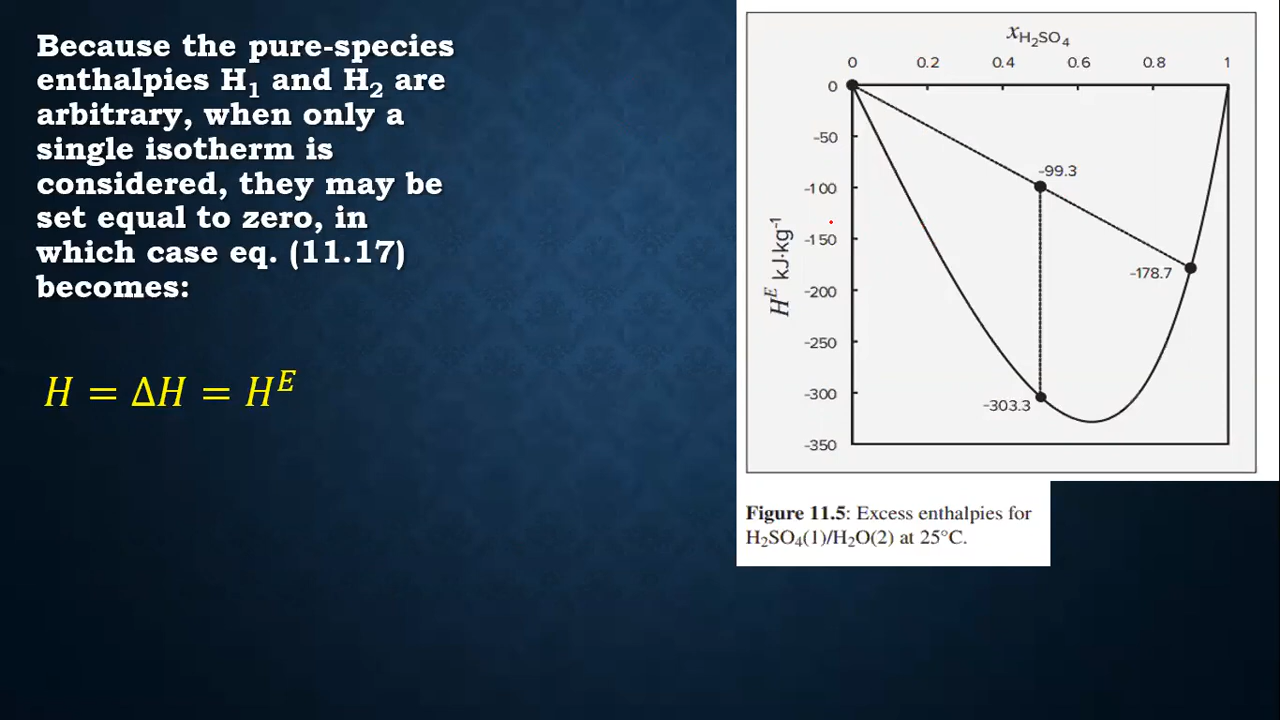 Because the pure-species
enthalpies H₁ and H₂ are
arbitrary, when only a
single isotherm is
considered, they may be
set equal to zero, in
which case eq. (11.17)
becomes:
H = ΔH = Hᴱ
x_H₂SO₄
0 0.2 0.4 0.6 0.8 1
0
-50
-100
-150
-200
-250
-300
-350
Hᴱ kJ·kg⁻¹
-99.3
-178.7
-303.3
Figure 11.5: Excess enthalpies for
H₂SO₄(1)/H₂O(2) at 25°C.